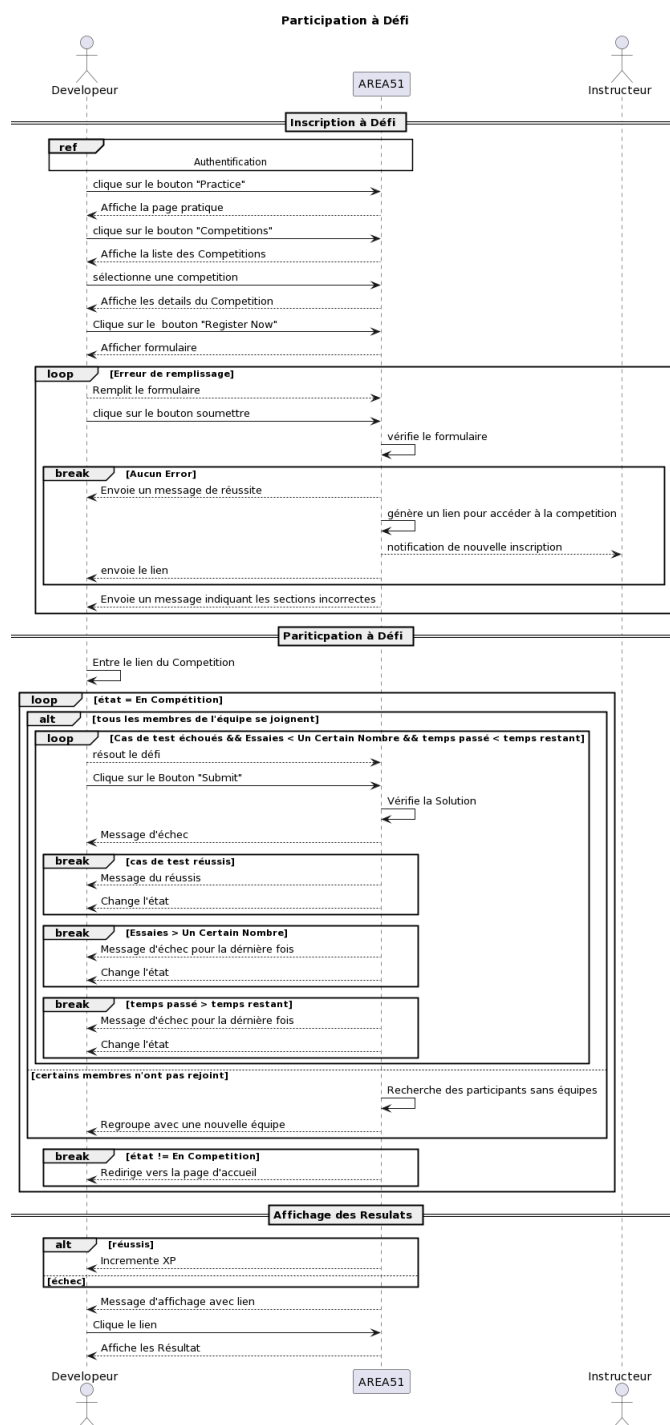 Participation à Défi
Developeur
AREA51
Instructeur
Inscription à Défi
ref
Authentification
clique sur le bouton "Practice"
Affiche la page pratique
clique sur le bouton "Competitions"
Affiche la liste des Competitions
sélectionne une competition
Affiche les details du Competition
Clique sur le bouton "Register Now"
Afficher formulaire
loop [Erreur de remplissage]
Remplit le formulaire
clique sur le bouton soumettre
vérifie le formulaire
break [Aucun Error]
Envoie un message de réussite
génère un lien pour accéder à la competition
notification de nouvelle inscription
envoie le lien
Envoie un message indiquant les sections incorrectes
Pariticpation à Défi
Entre le lien du Competition
loop [état = En Compétition]
alt [tous les membres de l'équipe se joignent]
loop [Cas de test échoués && Essaies < Un Certain Nombre && temps passé < temps restant]
résout le défi
Clique sur le Bouton "Submit"
Vérifie la Solution
Message d'échec
break [cas de test réussis]
Message du réussis
Change l'état
break [Essaies > Un Certain Nombre]
Message d'échec pour la dérnière fois
Change l'état
break [temps passé > temps restant]
Message d'échec pour la dérnière fois
Change l'état
[certains membres n'ont pas rejoint]
Recherche des participants sans équipes
Regroupe avec une nouvelle équipe
break [état != En Competition]
Redirige vers la page d'accueil
Affichage des Resulats
alt [réussis]
Incremente XP
[échec]
Message d'affichage avec lien
Clique le lien
Affiche les Résultat
Developeur
AREA51
Instructeur